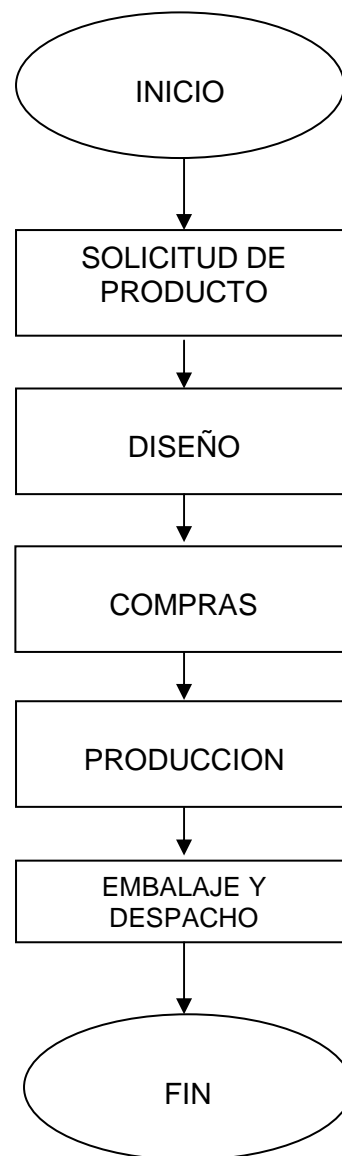 INICIO
SOLICITUD DE
PRODUCTO
DISEÑO
COMPRAS
PRODUCCION
EMBALAJE Y
DESPACHO
FIN